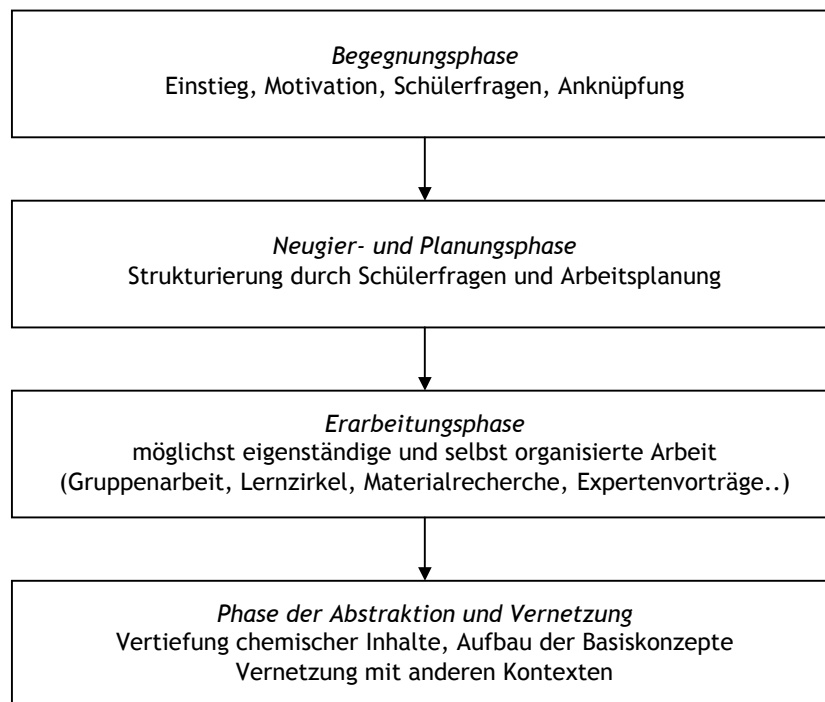 Begegnungsphase
Einstieg, Motivation, Schülerfragen, Anknüpfung
Neugier- und Planungsphase
Strukturierung durch Schülerfragen und Arbeitsplanung
Erarbeitungsphase
möglichst eigenständige und selbst organisierte Arbeit
(Gruppenarbeit, Lernzirkel, Materialrecherche, Expertenvorträge..)
Phase der Abstraktion und Vernetzung
Vertiefung chemischer Inhalte, Aufbau der Basiskonzepte
Vernetzung mit anderen Kontexten